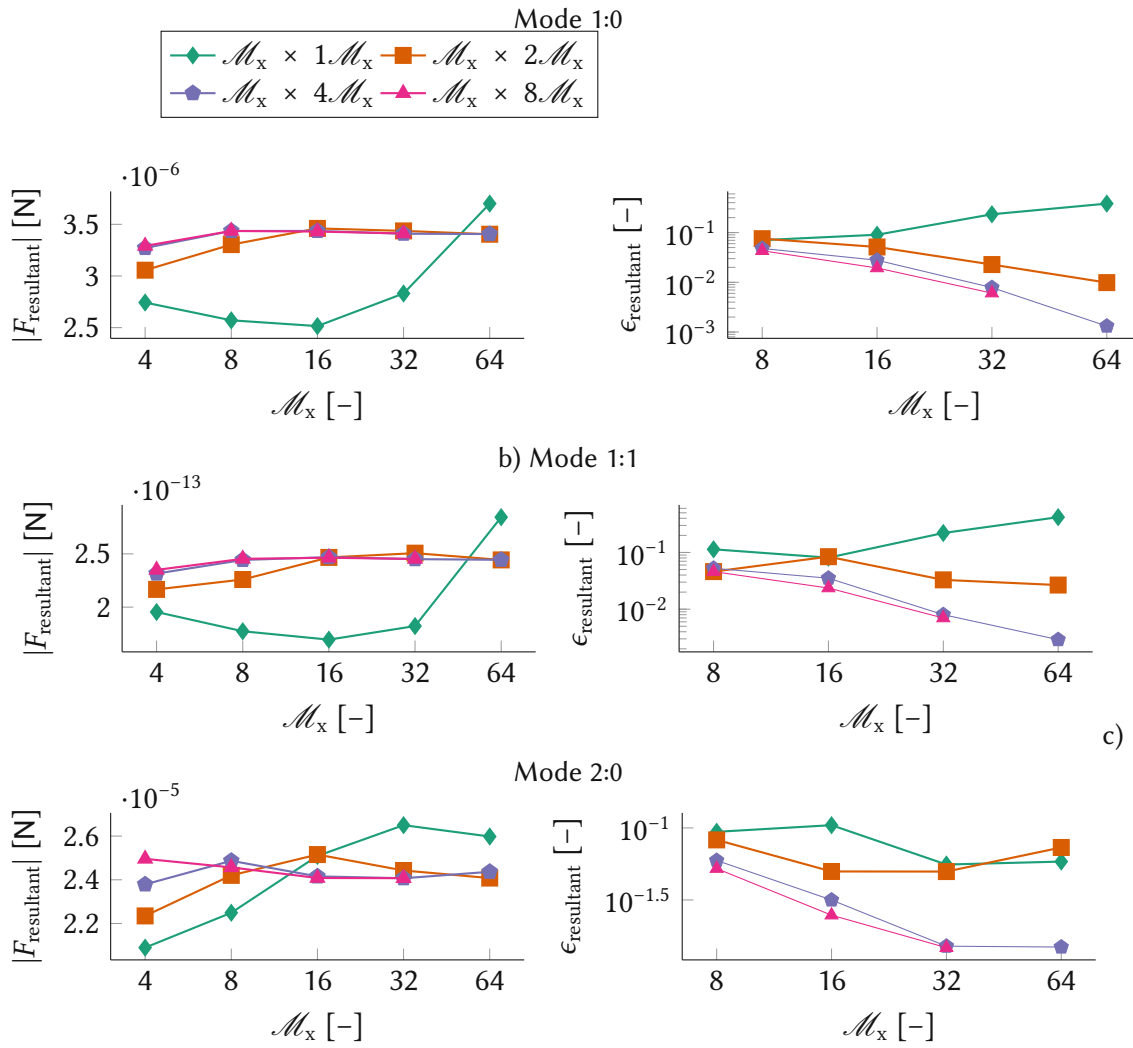 Mode 1:0
ℳx × 1ℳx ℳx × 2ℳx
ℳx × 4ℳx ℳx × 8ℳx
·10−6
|Fresultant| [N]
3.5
3
2.5
4 8 16 32 64
ℳx [–]
ϵresultant [–]
10−1
10−2
10−3
8 16 32 64
ℳx [–]
b) Mode 1:1
·10−13
|Fresultant| [N]
2.5
2
4 8 16 32 64
ℳx [–]
ϵresultant [–]
10−1
10−2
8 16 32 64
ℳx [–]
c)
Mode 2:0
·10−5
|Fresultant| [N]
2.6
2.4
2.2
4 8 16 32 64
ℳx [–]
ϵresultant [–]
10−1
10−1.5
8 16 32 64
ℳx [–]